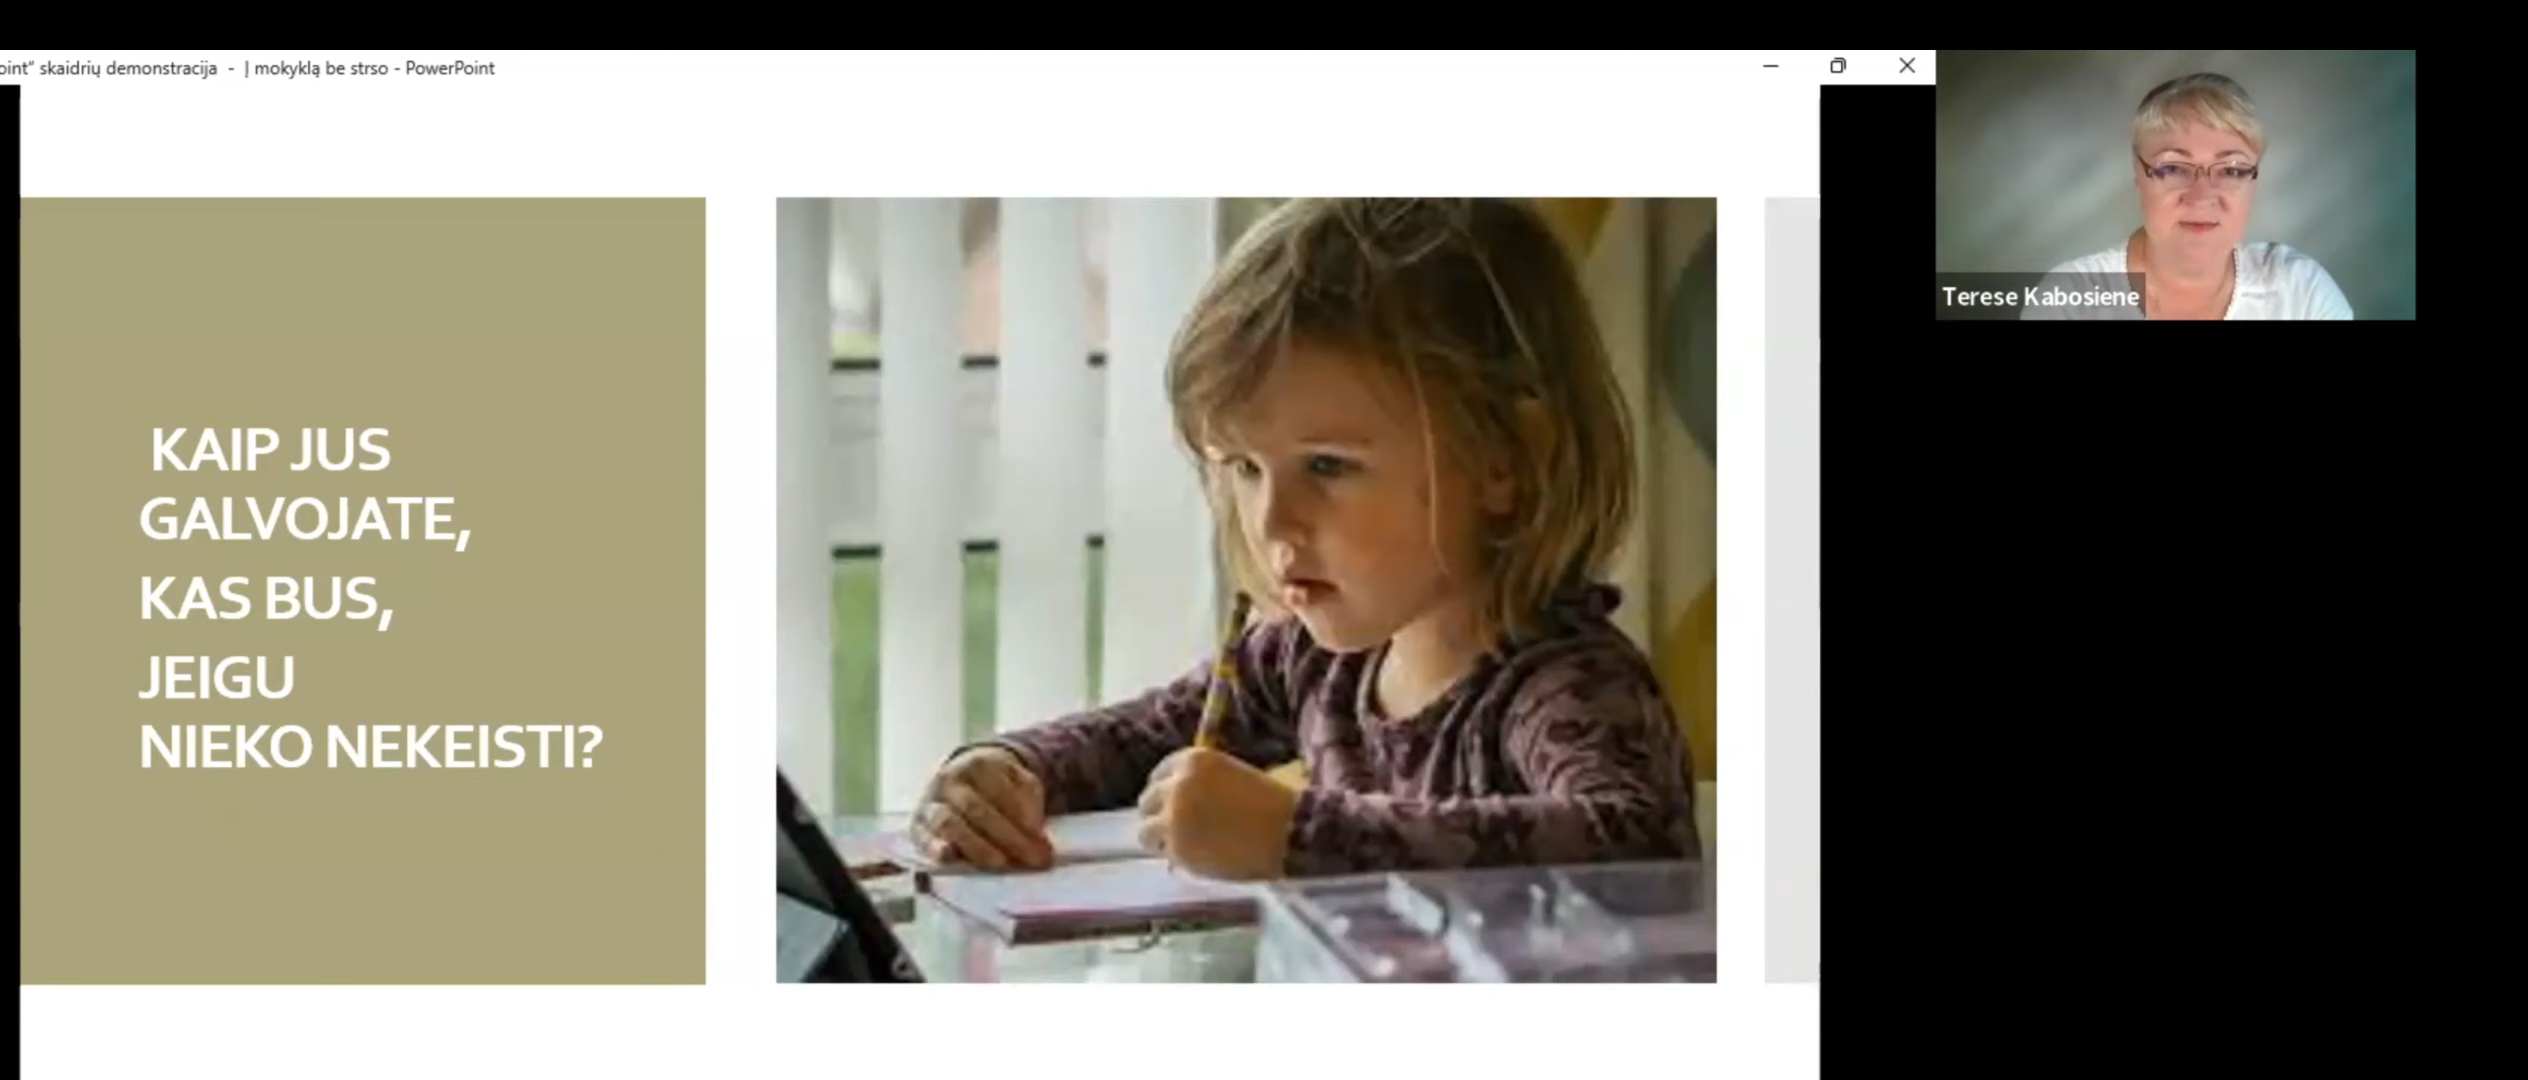 oint“ skaidrių demonstracija - Į mokyklą be strso - PowerPoint
Terese Kabosiene
KAIP JUS
GALVOJATE,
KAS BUS,
JEIGU
NIEKO NEKEISTI?